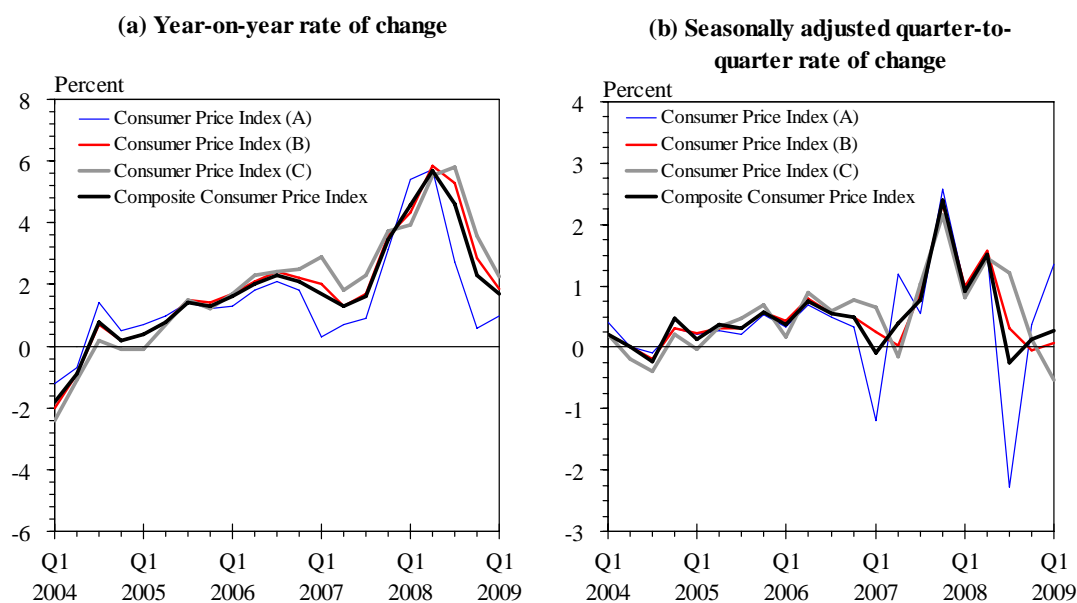 (a) Year-on-year rate of change
Percent
8
6
4
2
0
-2
-4
-6
Consumer Price Index (A)
Consumer Price Index (B)
Consumer Price Index (C)
Composite Consumer Price Index
Q1 Q1 Q1 Q1 Q1 Q1
2004 2005 2006 2007 2008 2009
(b) Seasonally adjusted quarter-to-
quarter rate of change
Percent
4
3
2
1
0
-1
-2
-3
Consumer Price Index (A)
Consumer Price Index (B)
Consumer Price Index (C)
Composite Consumer Price Index
Q1 Q1 Q1 Q1 Q1 Q1
2004 2005 2006 2007 2008 2009